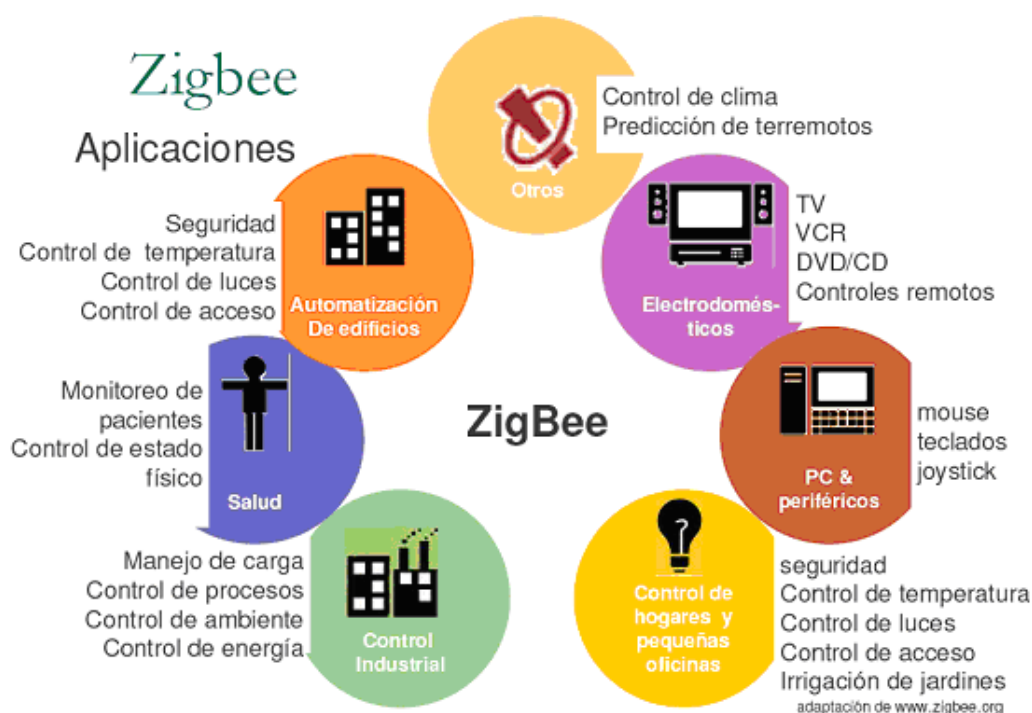 Zigbee
Aplicaciones
Otros
Control de clima
Predicción de terremotos
Electrodomés-
ticos
TV
VCR
DVD/CD
Controles remotos
PC &
periféricos
mouse
teclados
joystick
Control de
hogares y
pequeñas
oficinas
seguridad
Control de temperatura
Control de luces
Control de acceso
Irrigación de jardines
Control
Industrial
Manejo de carga
Control de procesos
Control de ambiente
Control de energía
Salud
Monitoreo de
pacientes
Control de estado
físico
Automatización
De edificios
Seguridad
Control de temperatura
Control de luces
Control de acceso
ZigBee
adaptación de www.zigbee.org